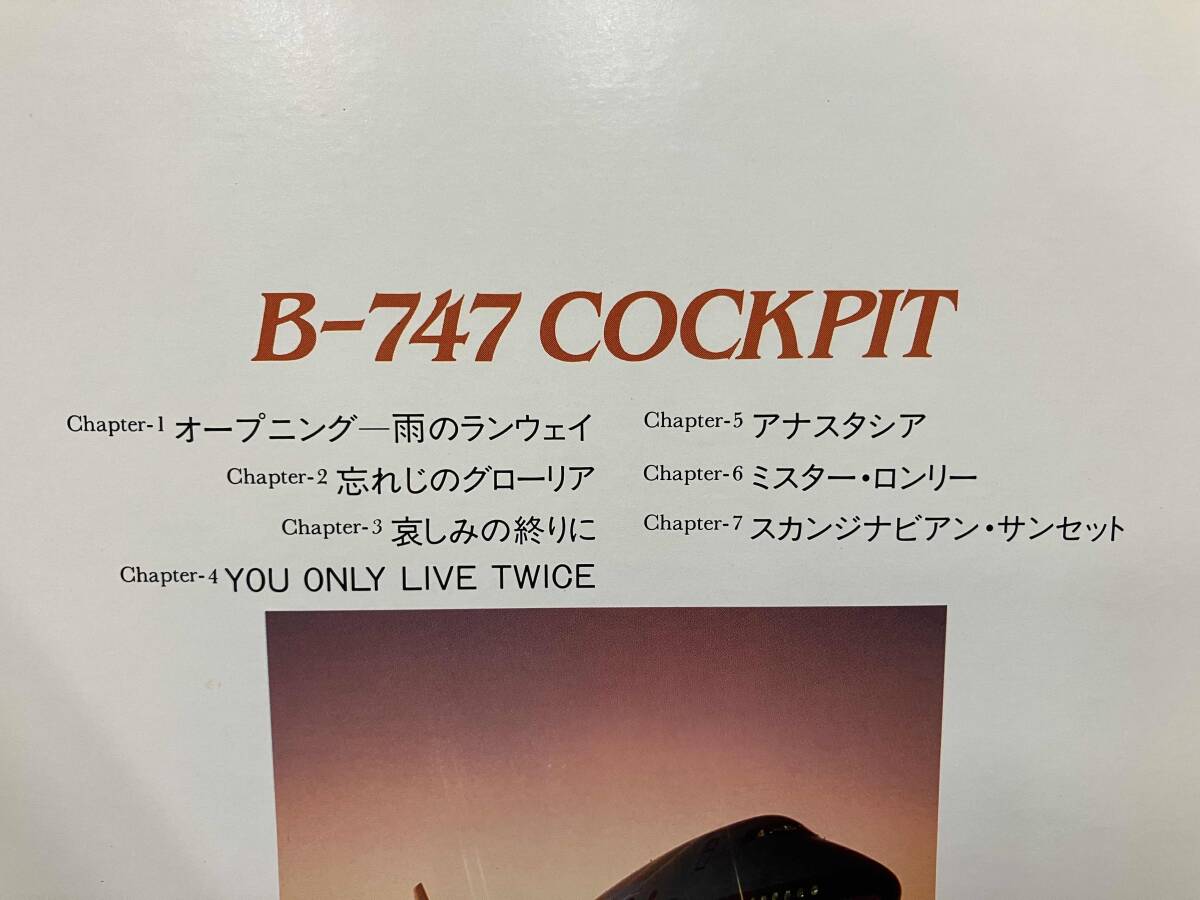 B-747 COCKPIT
Chapter-1 オープニング―雨のランウェイ
Chapter-2 忘れじのグローリア
Chapter-3 哀しみの終りに
Chapter-4 YOU ONLY LIVE TWICE
Chapter-5 アナスタシア
Chapter-6 ミスター・ロンリー
Chapter-7 スカンジナビアン・サンセット